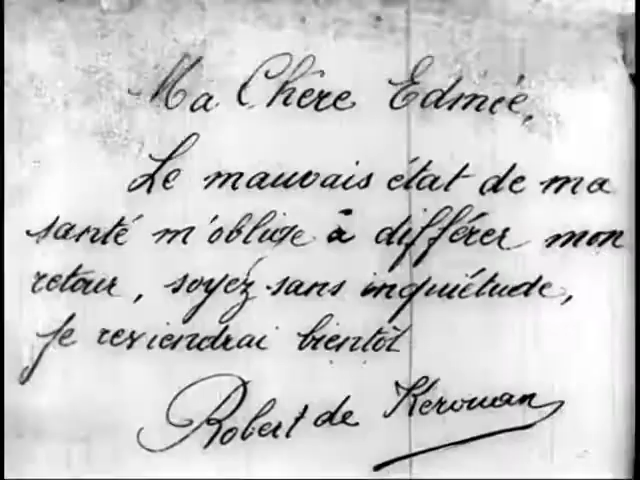 Ma Chère Edmée,
Le mauvais état de ma
santé m'oblige à différer mon
retour, soyez sans inquiétude,
Je reviendrai bientôt
Robert de Kerouan